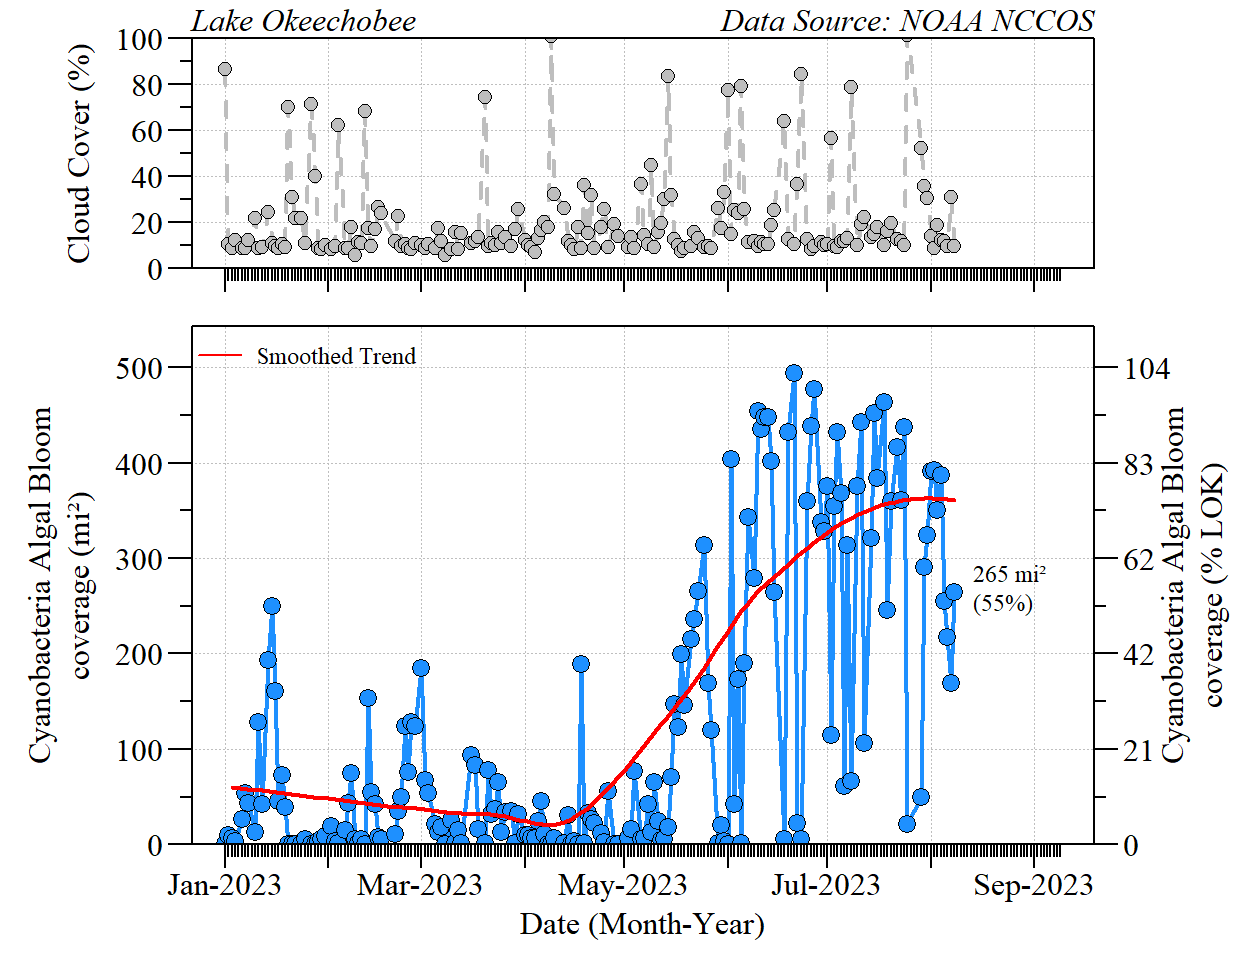 Lake Okeechobee
Data Source: NOAA NCCOS
100
80
60
40
20
0
Cloud Cover (%)
Smoothed Trend
500
400
300
200
100
0
Cyanobacteria Algal Bloom
coverage (mi²)
104
83
62
42
21
0
Cyanobacteria Algal Bloom
coverage (% LOK)
265 mi²
(55%)
Jan-2023
Mar-2023
May-2023
Jul-2023
Sep-2023
Date (Month-Year)